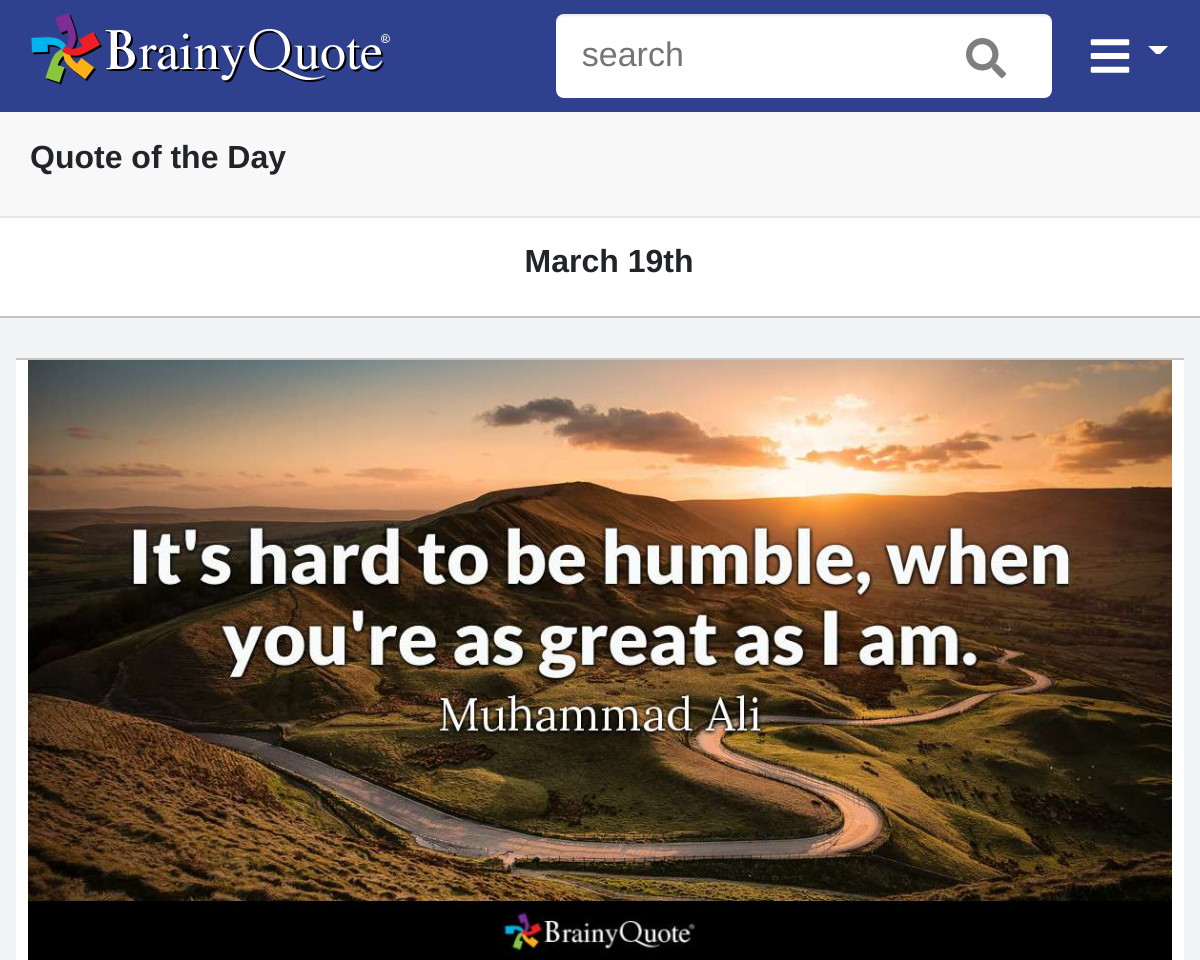 BrainyQuote®
search
Quote of the Day
March 19th
It's hard to be humble, when
you're as great as I am.
Muhammad Ali
BrainyQuote®